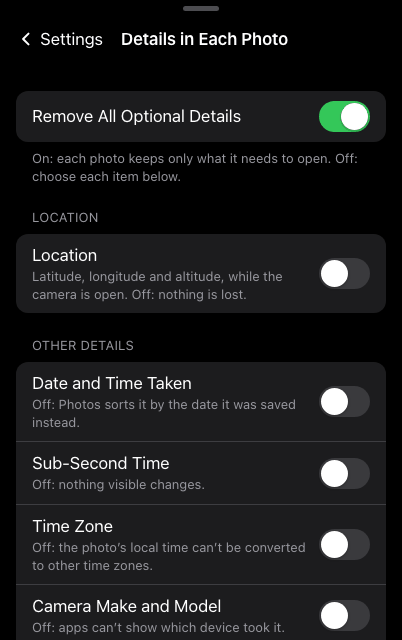 Settings
Details in Each Photo
Remove All Optional Details
On: each photo keeps only what it needs to open. Off:
choose each item below.
LOCATION
Location
Latitude, longitude and altitude, while the
camera is open. Off: nothing is lost.
OTHER DETAILS
Date and Time Taken
Off: Photos sorts it by the date it was saved
instead.
Sub-Second Time
Off: nothing visible changes.
Time Zone
Off: the photo’s local time can’t be converted
to other time zones.
Camera Make and Model
Off: apps can’t show which device took it.